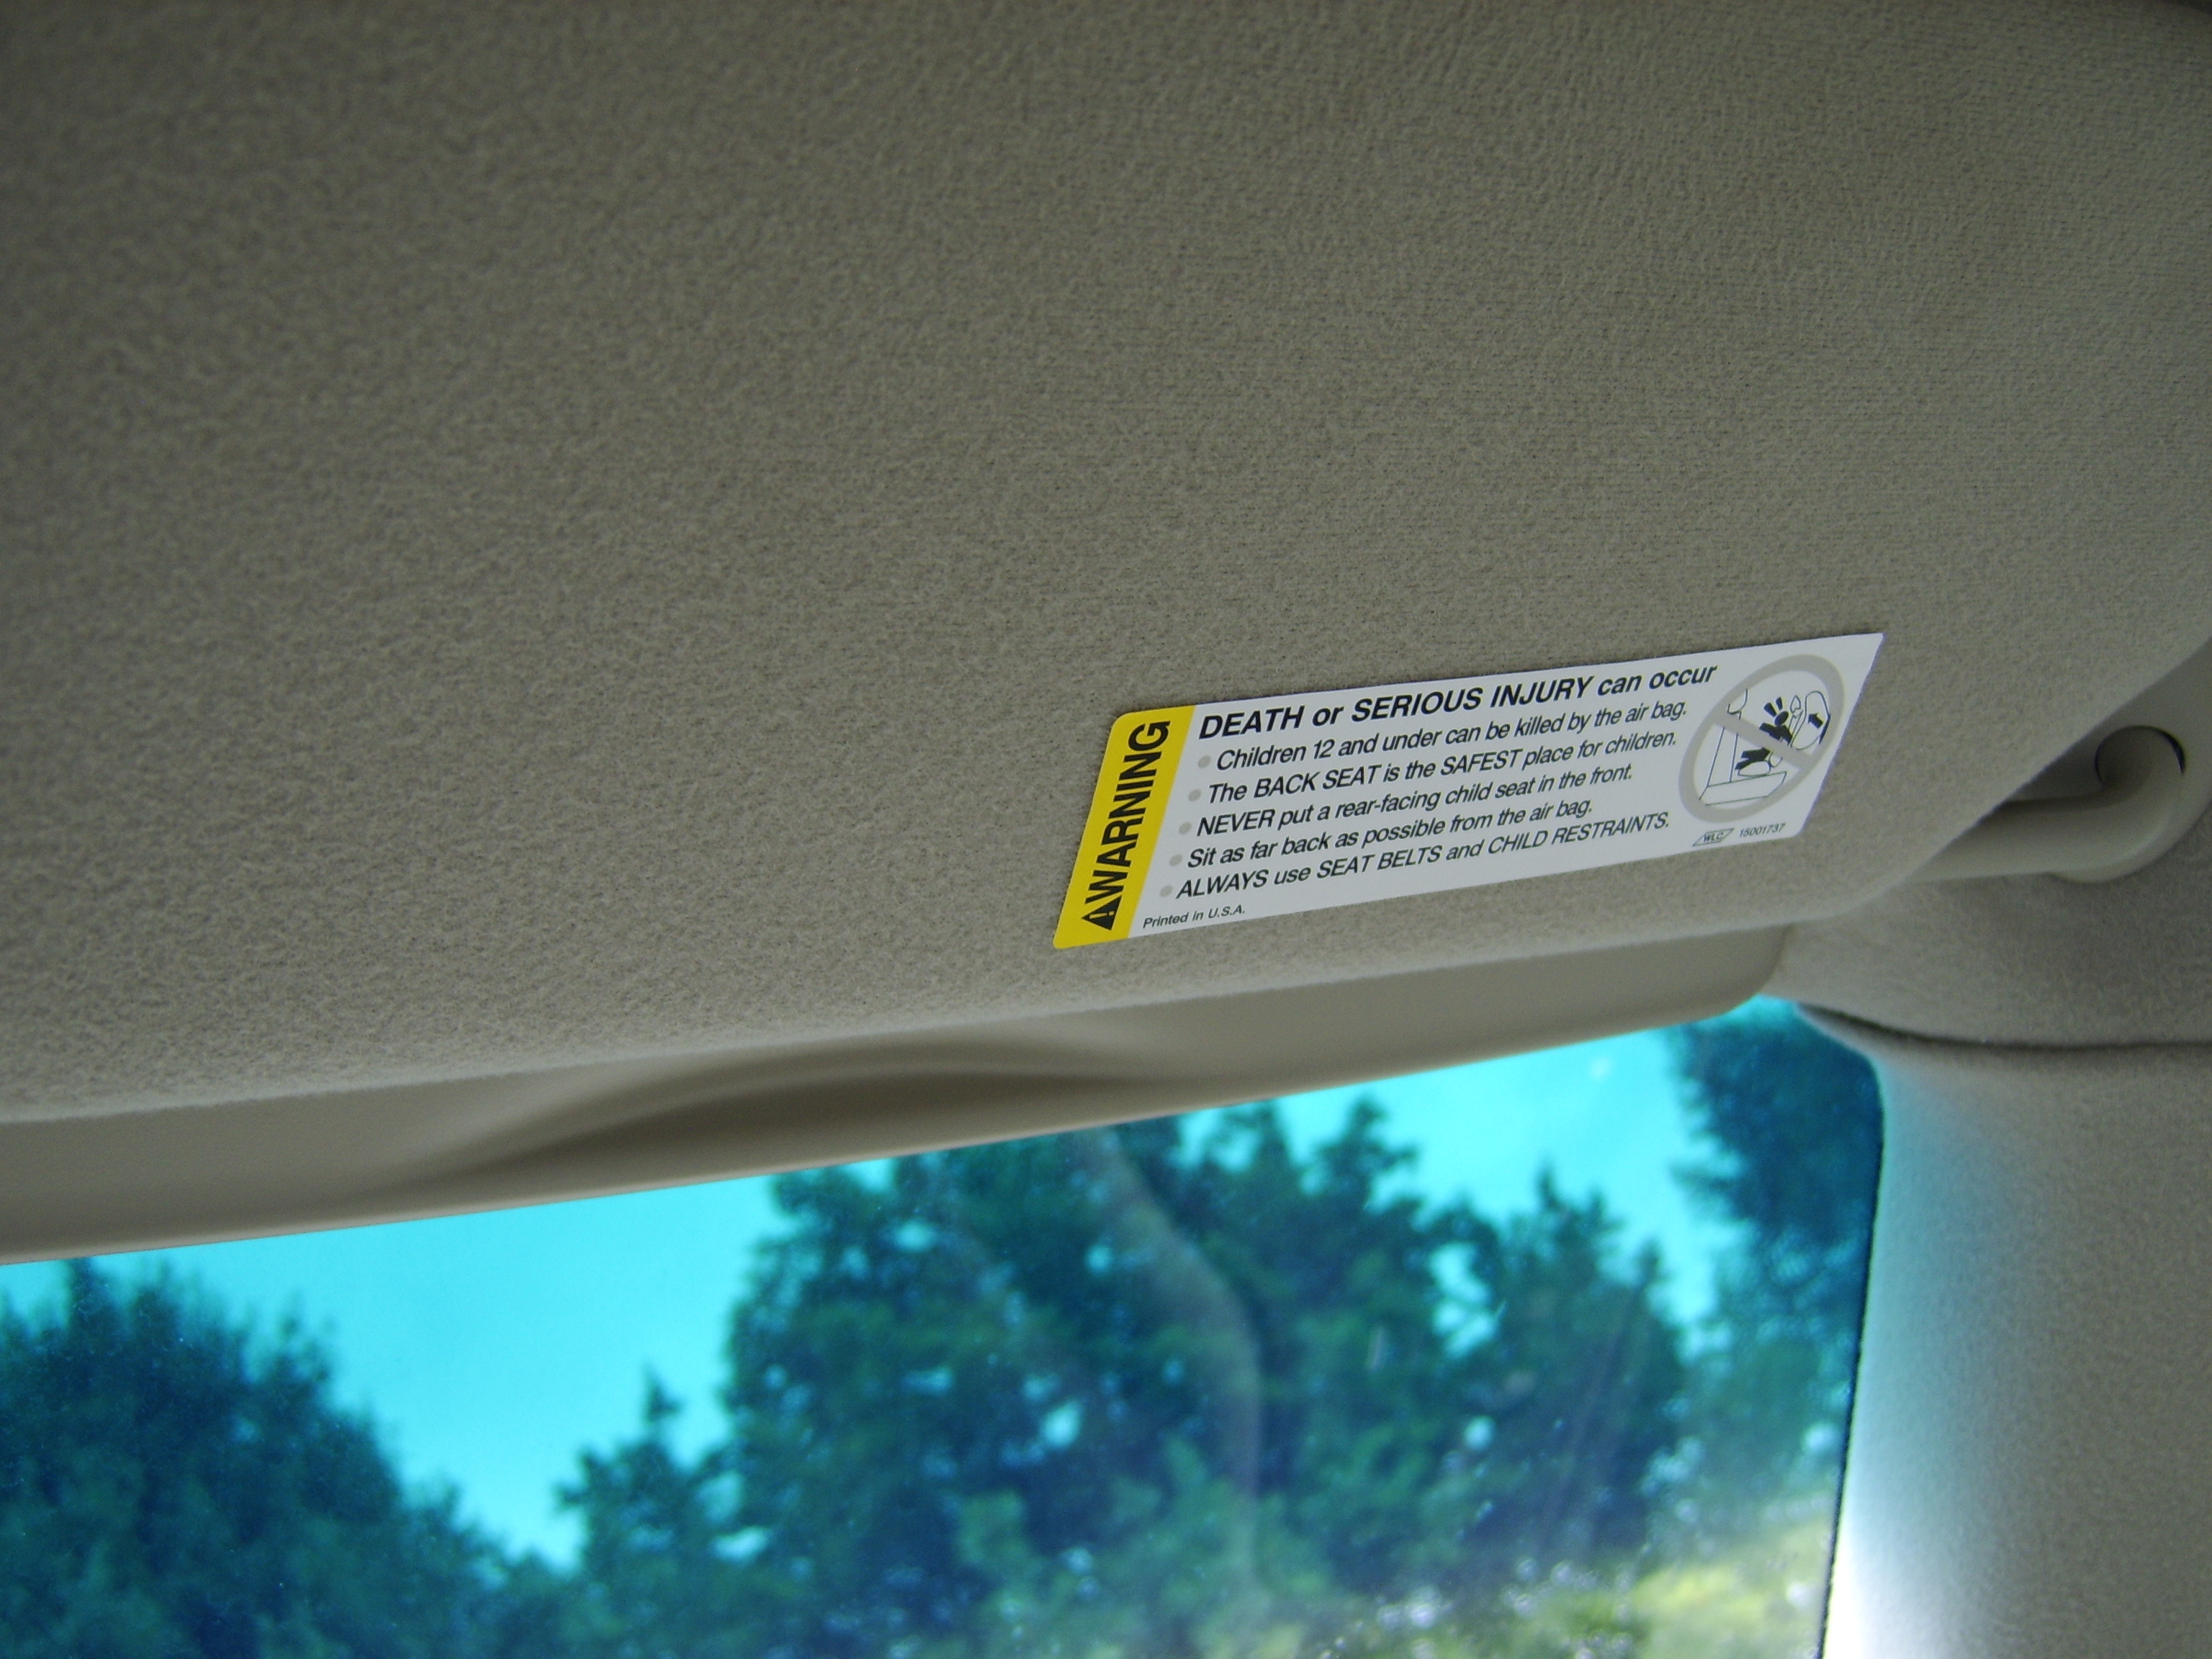 WARNING
DEATH or SERIOUS INJURY can occur
Children 12 and under can be killed by the air bag.
The BACK SEAT is the SAFEST place for children.
NEVER put a rear-facing child seat in the front.
Sit as far back as possible from the air bag.
ALWAYS use SEAT BELTS and CHILD RESTRAINTS.
Printed in U.S.A.
WLC 15001737